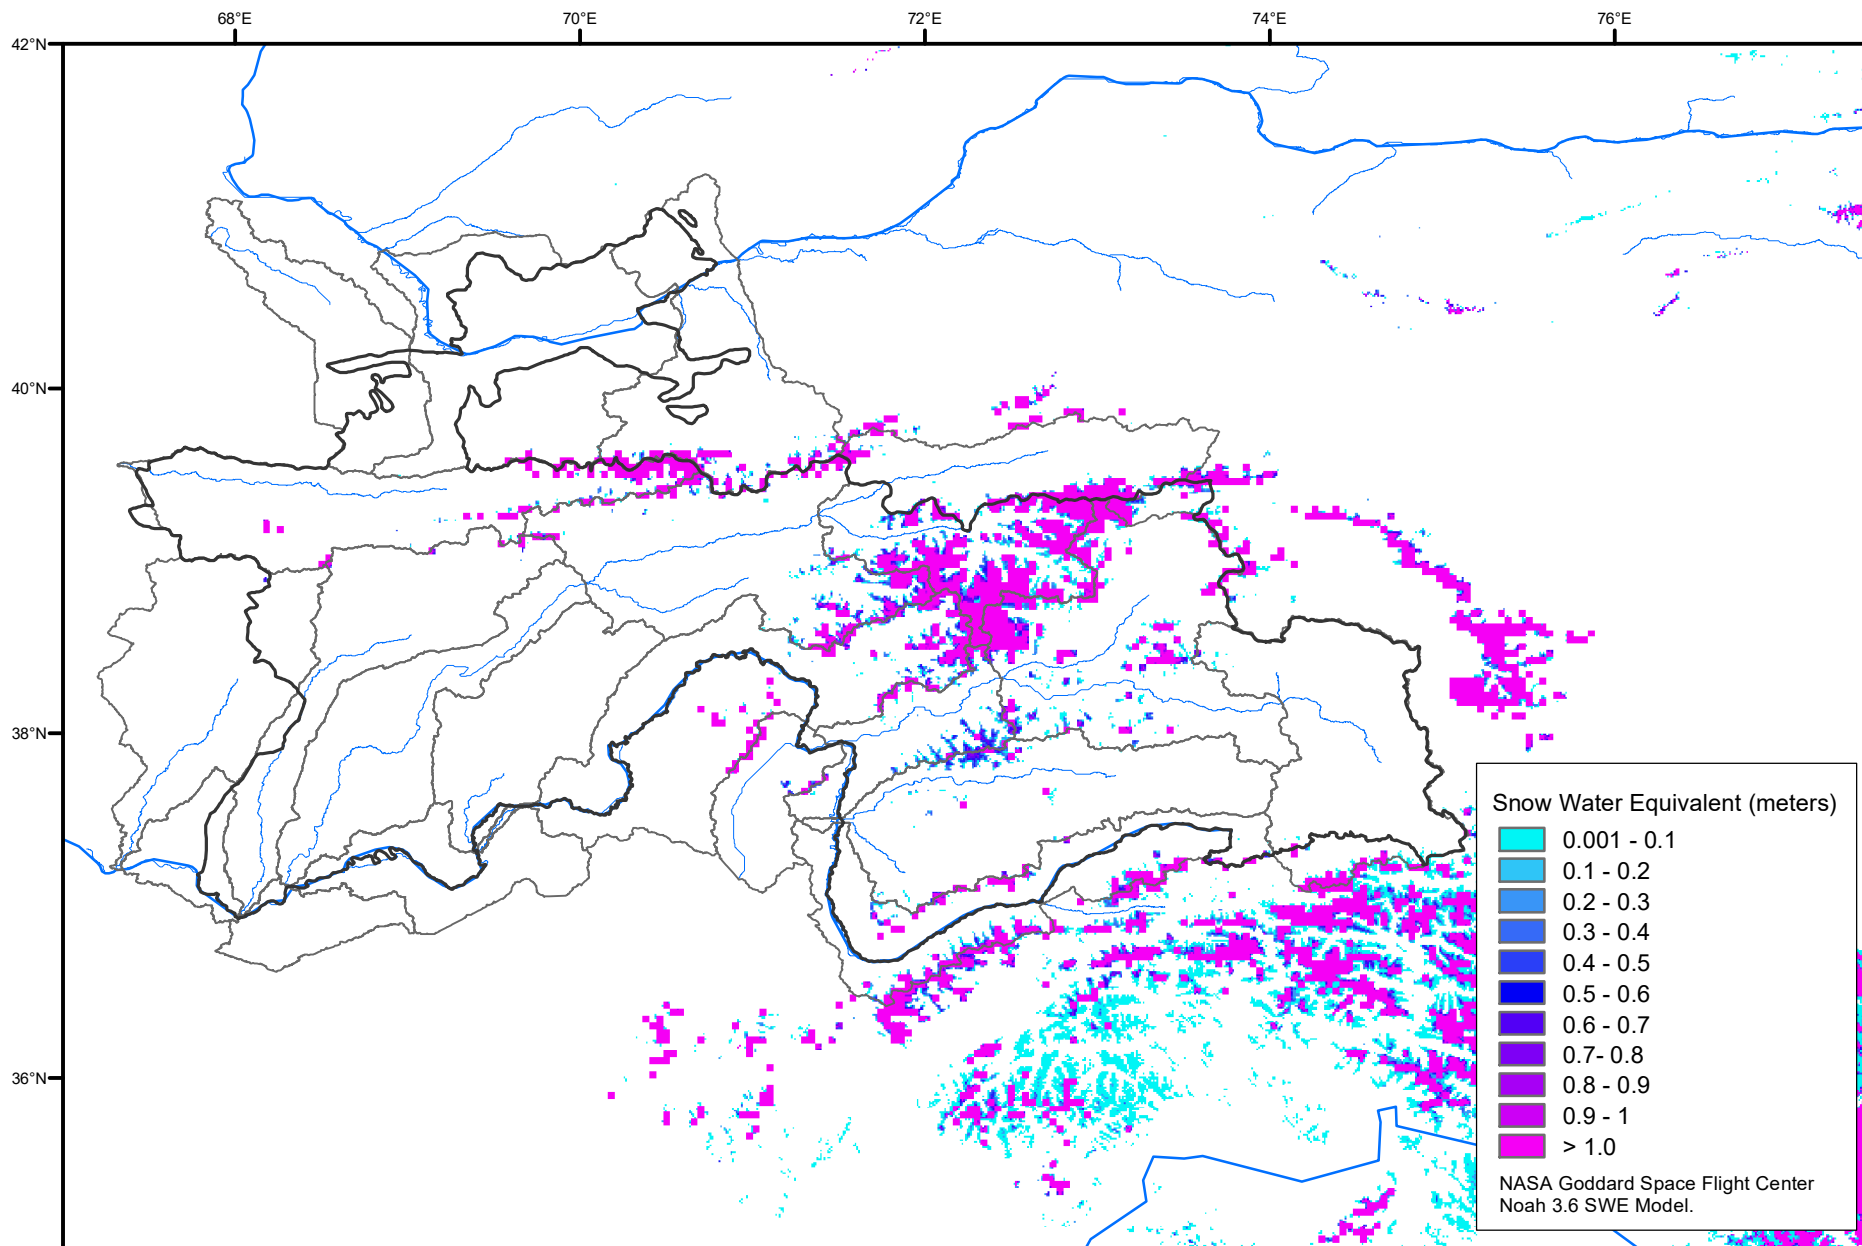 68°E 70°E 72°E 74°E 76°E
42°N
40°N
38°N
36°N
Snow Water Equivalent (meters)
0.001 - 0.1
0.1 - 0.2
0.2 - 0.3
0.3 - 0.4
0.4 - 0.5
0.5 - 0.6
0.6 - 0.7
0.7- 0.8
0.8 - 0.9
0.9 - 1
> 1.0
NASA Goddard Space Flight Center
Noah 3.6 SWE Model.